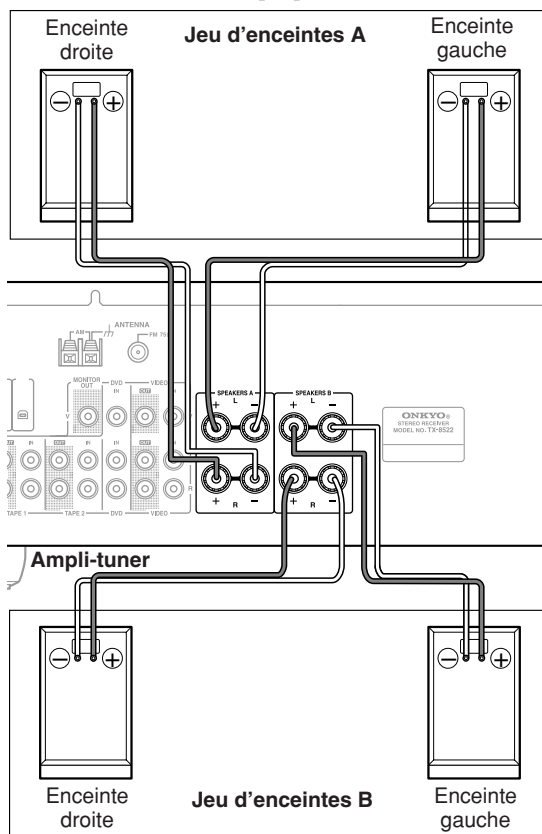 Enceinte droite
Jeu d'enceintes A
Enceinte gauche
− +
− +
ANTENNA
AM
FM 75
MONITOR OUT
DVD
VIDEO
IN
OUT
IN
V
SPEAKERS A
SPEAKERS B
+ L −
+ L −
ONKYO®
STEREO RECEIVER
MODEL NO. TX-8522
IN
OUT
IN
IN
OUT
IN
R
TAPE 1
TAPE 2
DVD
VIDEO
+ R −
+ R −
Ampli-tuner
− +
− +
Enceinte droite
Jeu d'enceintes B
Enceinte gauche